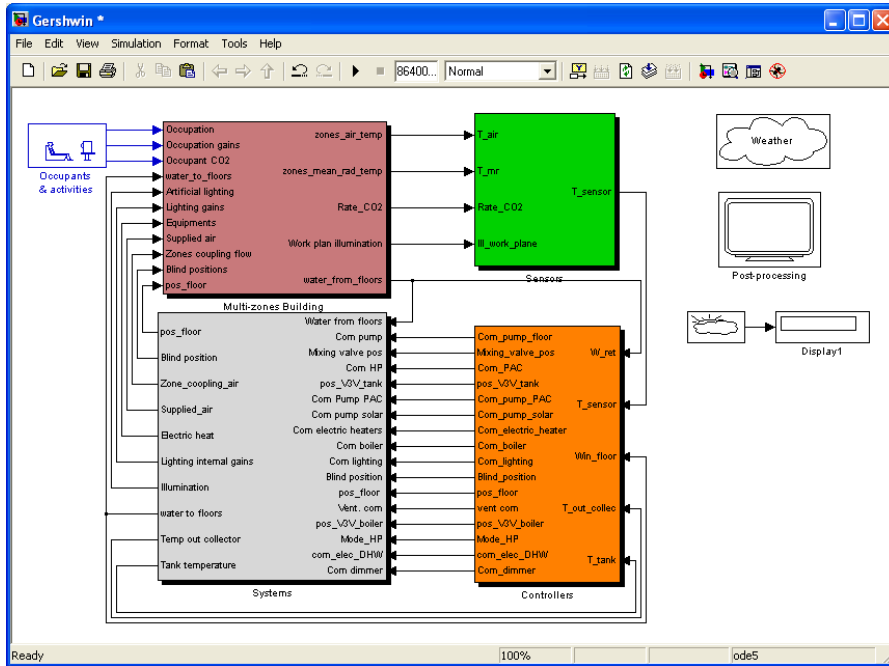 Gershwin *
File Edit View Simulation Format Tools Help
86400... Normal
Occupants
& activities
Occupation
Occupation gains
Occupant CO2
water_to_floors
Artificial lighting
Lighting gains
Equipments
Supplied air
Zones coupling flow
Blind positions
pos_floor
zones_air_temp
zones_mean_rad_temp
Rate_CO2
Work plan illumination
water_from_floors
Multi-zones Building
T_air
T_mr
Rate_CO2
Ill_work_plane
T_sensor
Sensors
Weather
Post-processing
Display1
pos_floor
Blind position
Zone_coopling_air
Supplied_air
Electric heat
Lighting internal gains
Illumination
water to floors
Temp out collector
Tank temperature
Water from floors
Com pump
Mixing valve pos
Com HP
pos_V3V_tank
Com Pump PAC
Com pump solar
Com electric heaters
Com boiler
Com lighting
Blind position
pos_floor
Vent. com
pos_V3V_boiler
Mode_HP
com_elec_DHW
Com dimmer
Systems
Com_pump_floor
Mixing_valve_pos
Com_PAC
pos_V3V_tank
Com_pump_PAC
Com_pump_solar
Com_electric_heater
Com_boiler
Com_lighting
Blind_position
pos_floor
vent com
pos_V3V_boiler
Mode_HP
com_elec_DHW
Com_dimmer
W_ret
T_sensor
Win_floor
T_out_collec
T_tank
Controllers
Ready 100% ode5